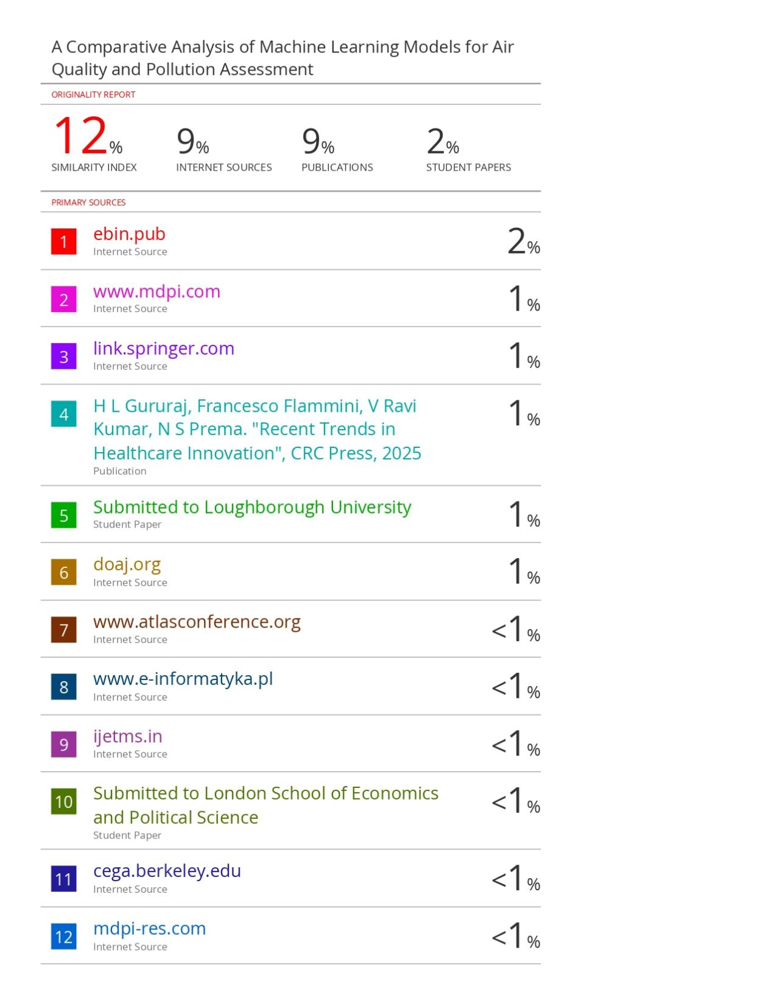 A Comparative Analysis of Machine Learning Models for Air
Quality and Pollution Assessment
ORIGINALITY REPORT
12% 9% 9% 2%
SIMILARITY INDEX INTERNET SOURCES PUBLICATIONS STUDENT PAPERS
PRIMARY SOURCES
1 ebin.pub 2%
Internet Source
2 www.mdpi.com 1%
Internet Source
3 link.springer.com 1%
Internet Source
4 H L Gururaj, Francesco Flammini, V Ravi 1%
Kumar, N S Prema. "Recent Trends in
Healthcare Innovation", CRC Press, 2025
Publication
5 Submitted to Loughborough University 1%
Student Paper
6 doaj.org 1%
Internet Source
7 www.atlasconference.org <1%
Internet Source
8 www.e-informatyka.pl <1%
Internet Source
9 ijetms.in <1%
Internet Source
10 Submitted to London School of Economics <1%
and Political Science
Student Paper
11 cega.berkeley.edu <1%
Internet Source
12 mdpi-res.com <1%
Internet Source